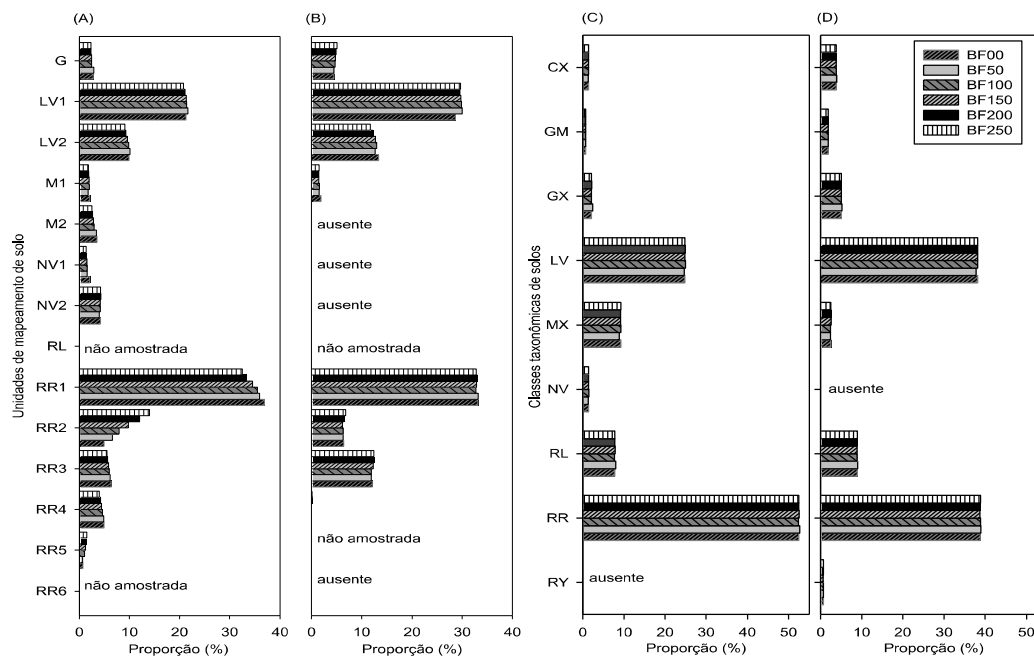 (A)
(B)
(C)
(D)
Unidades de mapeamento de solo
G
LV1
LV2
M1
M2
NV1
NV2
RL
RR1
RR2
RR3
RR4
RR5
RR6
não amostrada
não amostrada
0 10 20 30 40
Proporção (%)
ausente
ausente
ausente
não amostrada
não amostrada
ausente
0 10 20 30 40
Proporção (%)
Classes taxonômicas de solos
CX
GM
GX
LV
MX
NV
RL
RR
RY
ausente
0 10 20 30 40 50
Proporção (%)
BF00
BF50
BF100
BF150
BF200
BF250
ausente
0 10 20 30 40 50
Proporção (%)